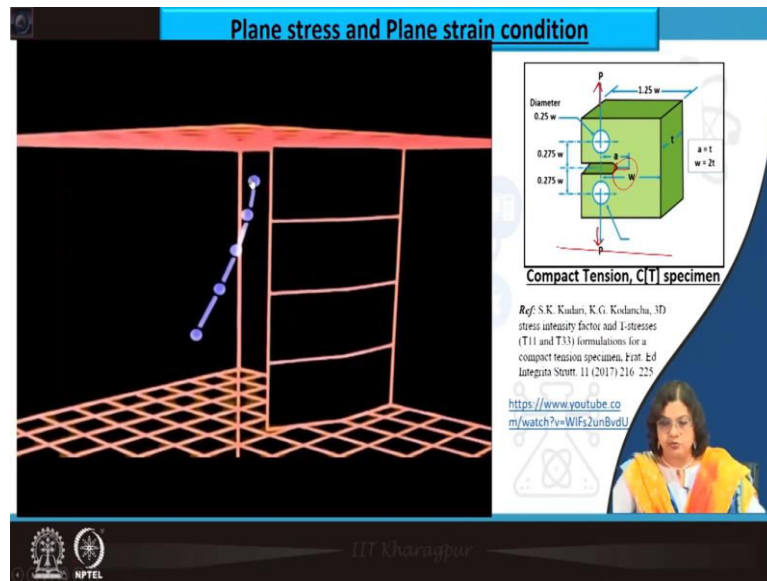 Plane stress and Plane strain condition
P
1.25 w
Diameter
0.25 w
0.275 w
0.275 w
a
w
t
a = t
w = 2t
P
Compact Tension, C[T] specimen
Ref: S.K. Kudari, K.G. Kodancha, 3D
stress intensity factor and T-stresses
(T11 and T33) formulations for a
compact tension specimen, Frat. Ed
Integrita Strutt. 11 (2017) 216 225
https://www.youtube.co
m/watch?v=WlFs2unBvdU
IIT Kharagpur
NPTEL